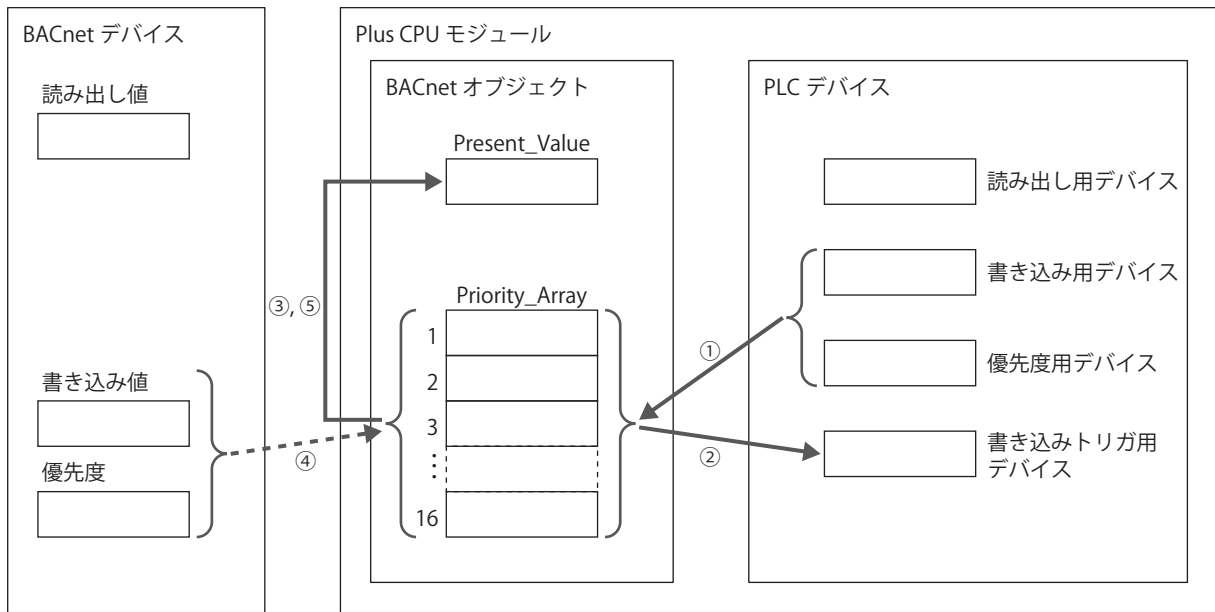 BACnet デバイス
読み出し値
書き込み値
優先度
Plus CPU モジュール
BACnet オブジェクト
Present_Value
Priority_Array
1
2
3
⋮
16
③, ⑤
④
①
②
PLC デバイス
読み出し用デバイス
書き込み用デバイス
優先度用デバイス
書き込みトリガ用
デバイス